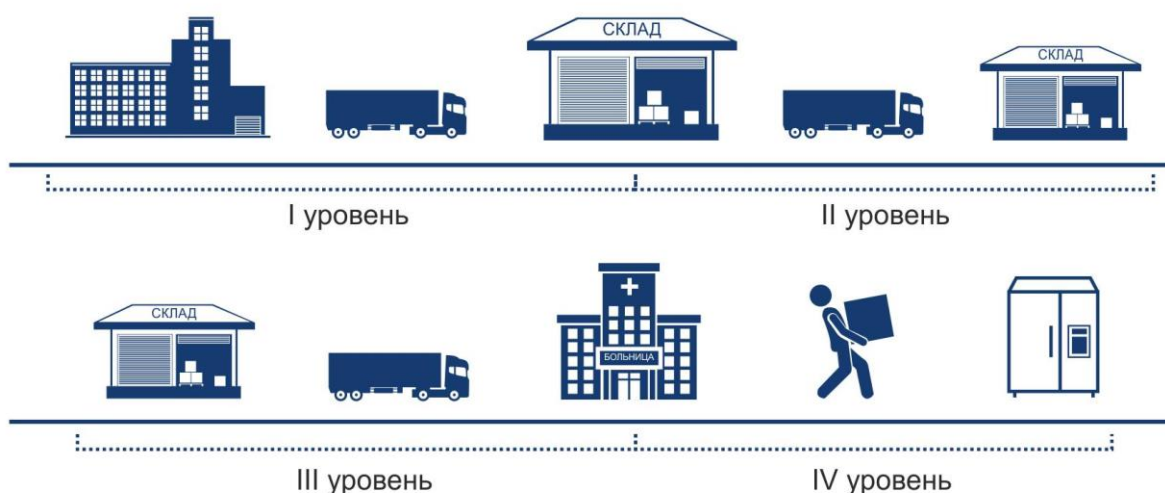 СКЛАД
СКЛАД
I уровень
II уровень
СКЛАД
БОЛЬНИЦА
III уровень
IV уровень